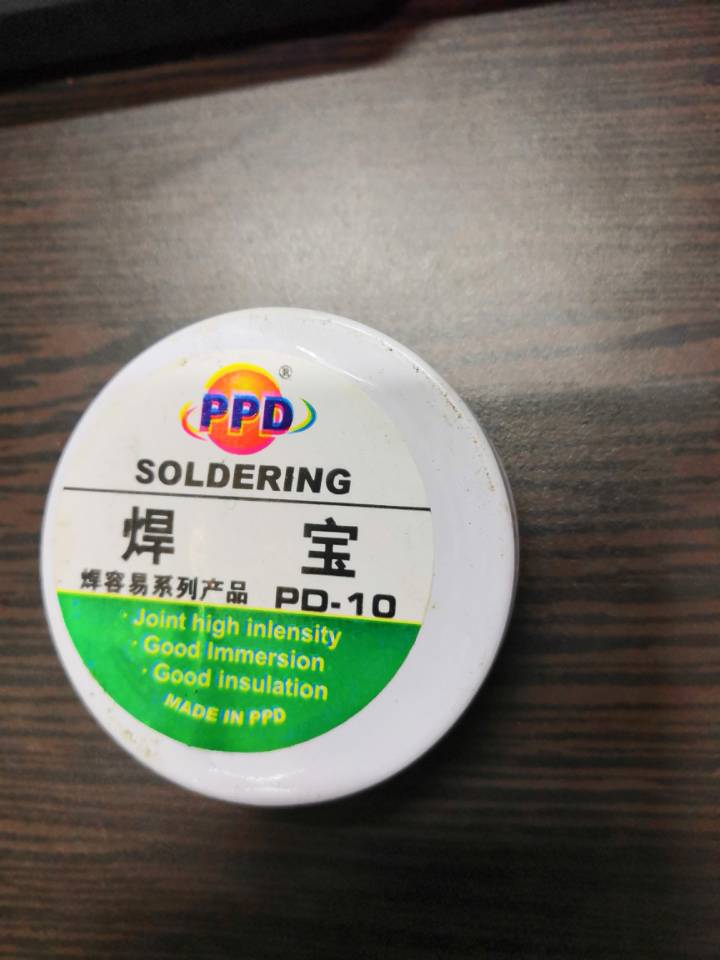 PPD®
SOLDERING
焊 宝
焊容易系列产品 PD-10
· Joint high inlensity
· Good Immersion
· Good insulation
MADE IN PPD